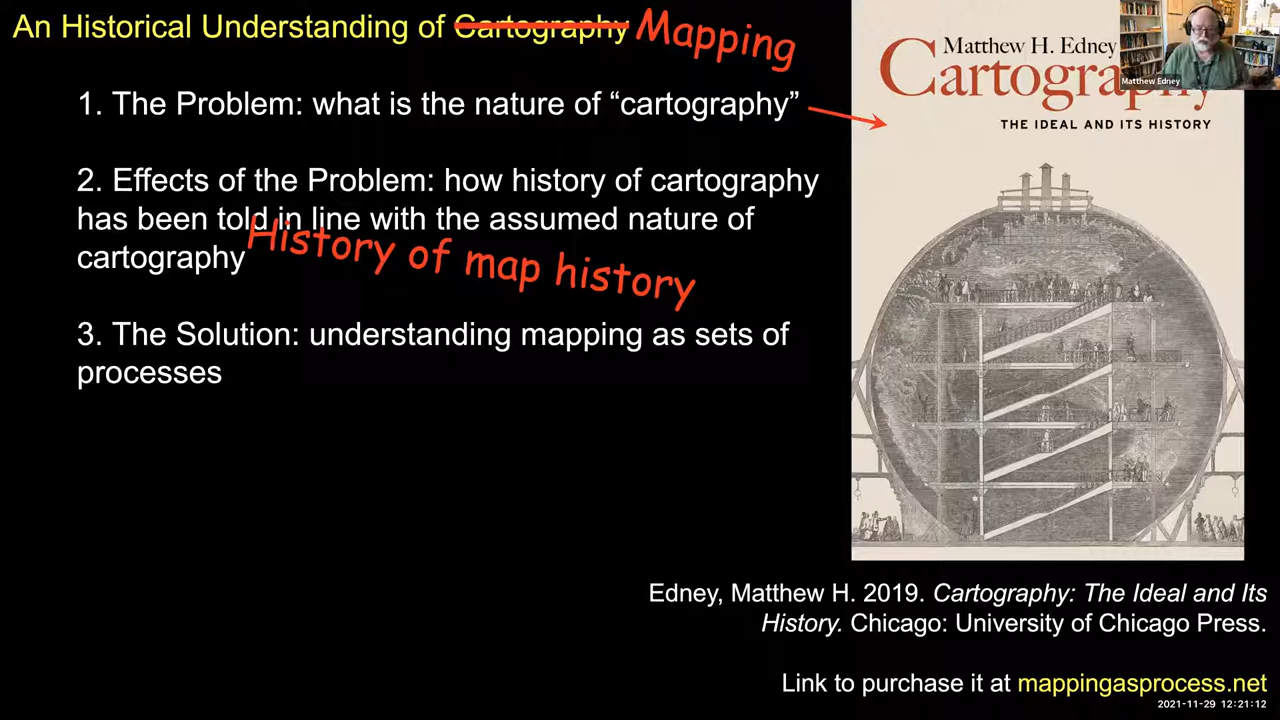 An Historical Understanding of Cartography Mapping
1. The Problem: what is the nature of “cartography”
2. Effects of the Problem: how history of cartography
has been told in line with the assumed nature of
cartography
History of map history
3. The Solution: understanding mapping as sets of
processes
Matthew H. Edney
Cartography
THE IDEAL AND ITS HISTORY
Matthew Edney
Edney, Matthew H. 2019. Cartography: The Ideal and Its
History. Chicago: University of Chicago Press.
Link to purchase it at mappingasprocess.net
2021-11-29 12:21:12